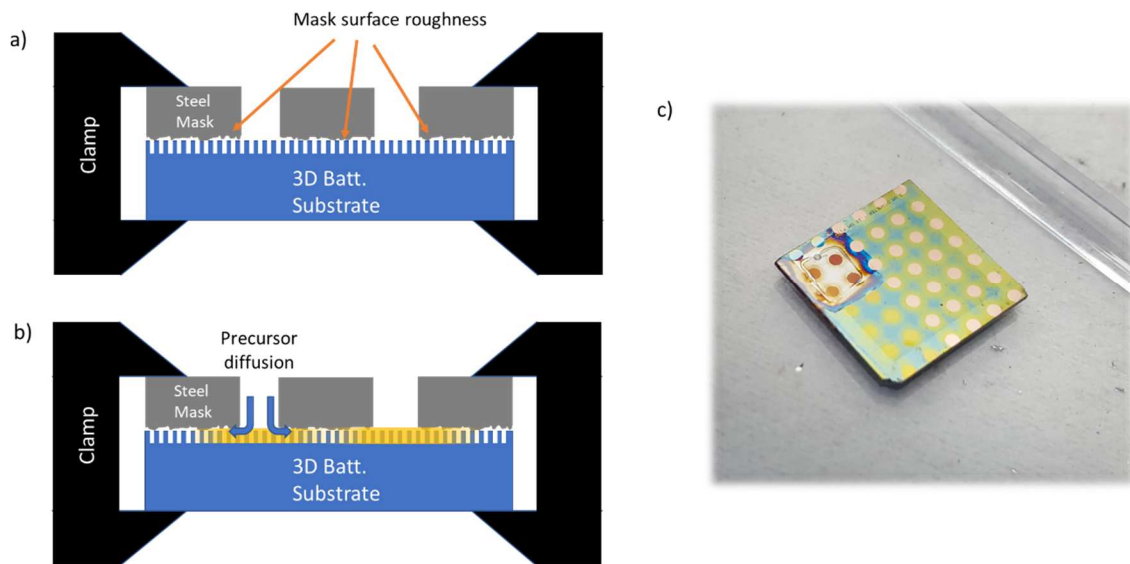 a)
Mask surface roughness
Steel
Mask
Clamp
3D Batt.
Substrate
b)
Precursor
diffusion
Steel
Mask
Clamp
3D Batt.
Substrate
c)